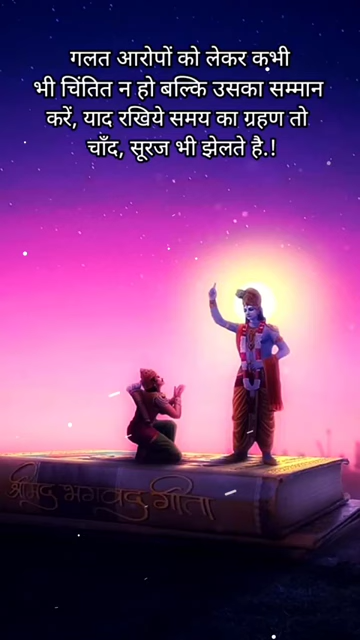 गलत आरोपों को लेकर कभी
भी चिंतित न हो बल्कि उसका सम्मान
करें, याद रखिये समय का ग्रहण तो
चाँद, सूरज भी झेलते है.!
श्रीमद् भगवद् गीता